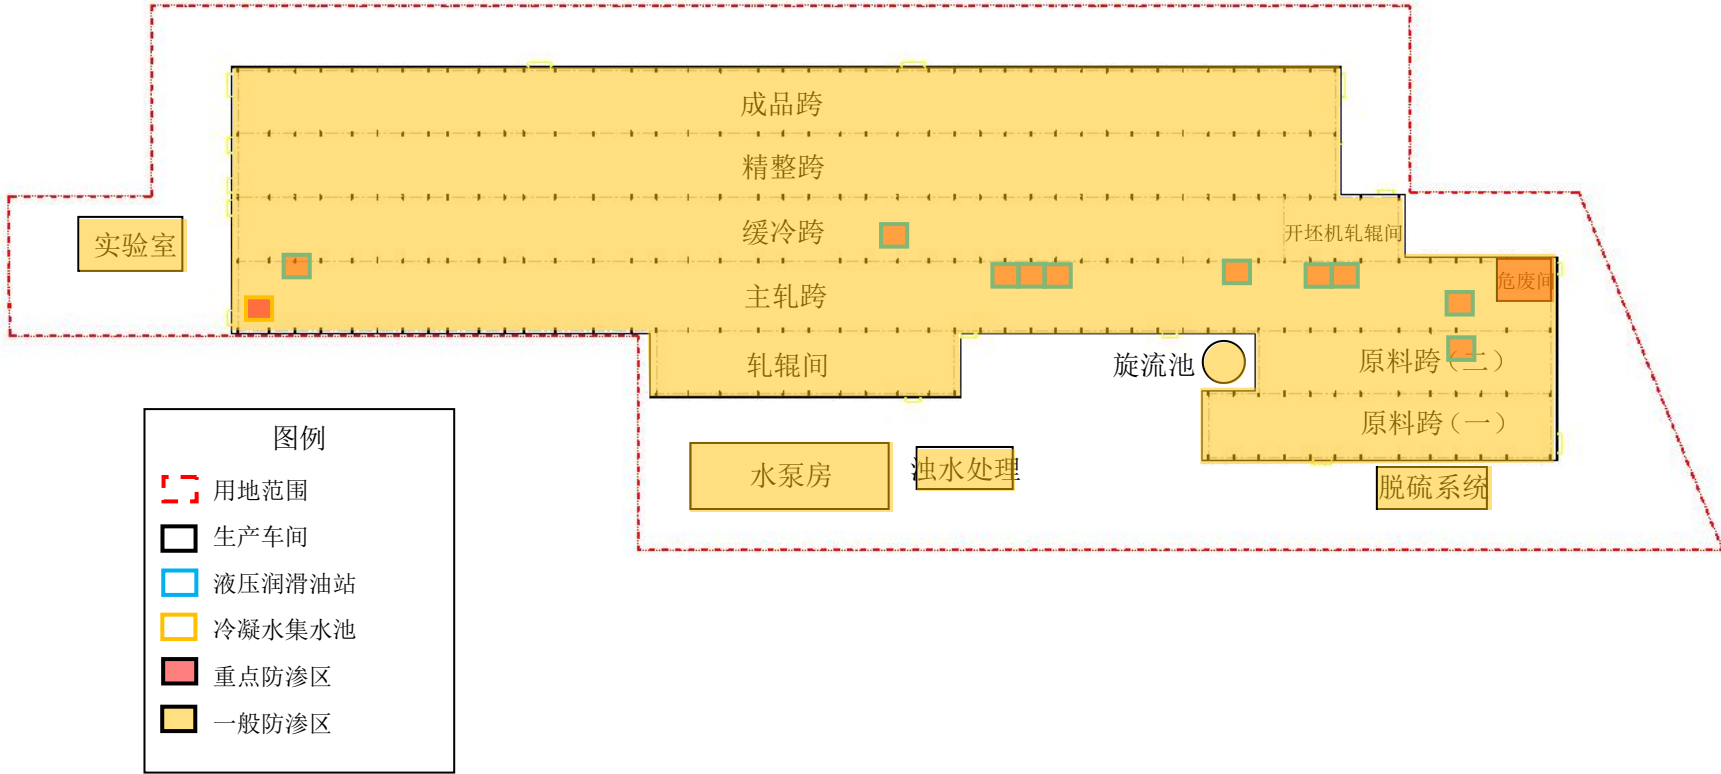 成品跨
精整跨
缓冷跨
开坯机轧辊间
实验室
危废间
主轧跨
轧辊间
旋流池
原料跨（二）
原料跨（一）
水泵房
浊水处理
脱硫系统
图例
用地范围
生产车间
液压润滑油站
冷凝水集水池
重点防渗区
一般防渗区